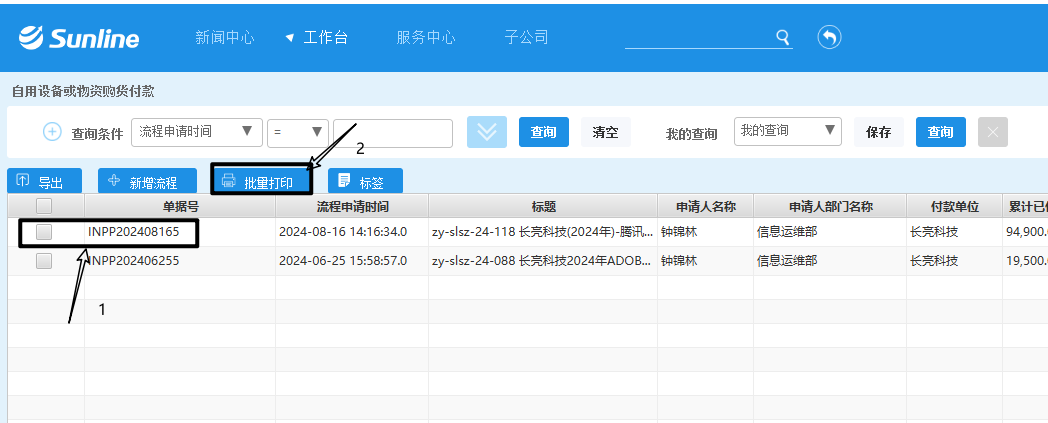 Sunline 新闻中心 工作台 服务中心 子公司
自用设备或物资购货付款
查询条件 流程申请时间 = 查询 清空 我的查询 我的查询 保存 查询
2
导出 新增流程 批量打印 标签
单据号 流程申请时间 标题 申请人名称 申请人部门名称 付款单位 累计已
INPP202408165 2024-08-16 14:16:34.0 zy-slsz-24-118 长亮科技(2024年)-腾讯... 钟锦林 信息运维部 长亮科技 94,900.
INPP202406255 2024-06-25 15:58:57.0 zy-slsz-24-088 长亮科技2024年ADOB... 钟锦林 信息运维部 长亮科技 19,500.
1